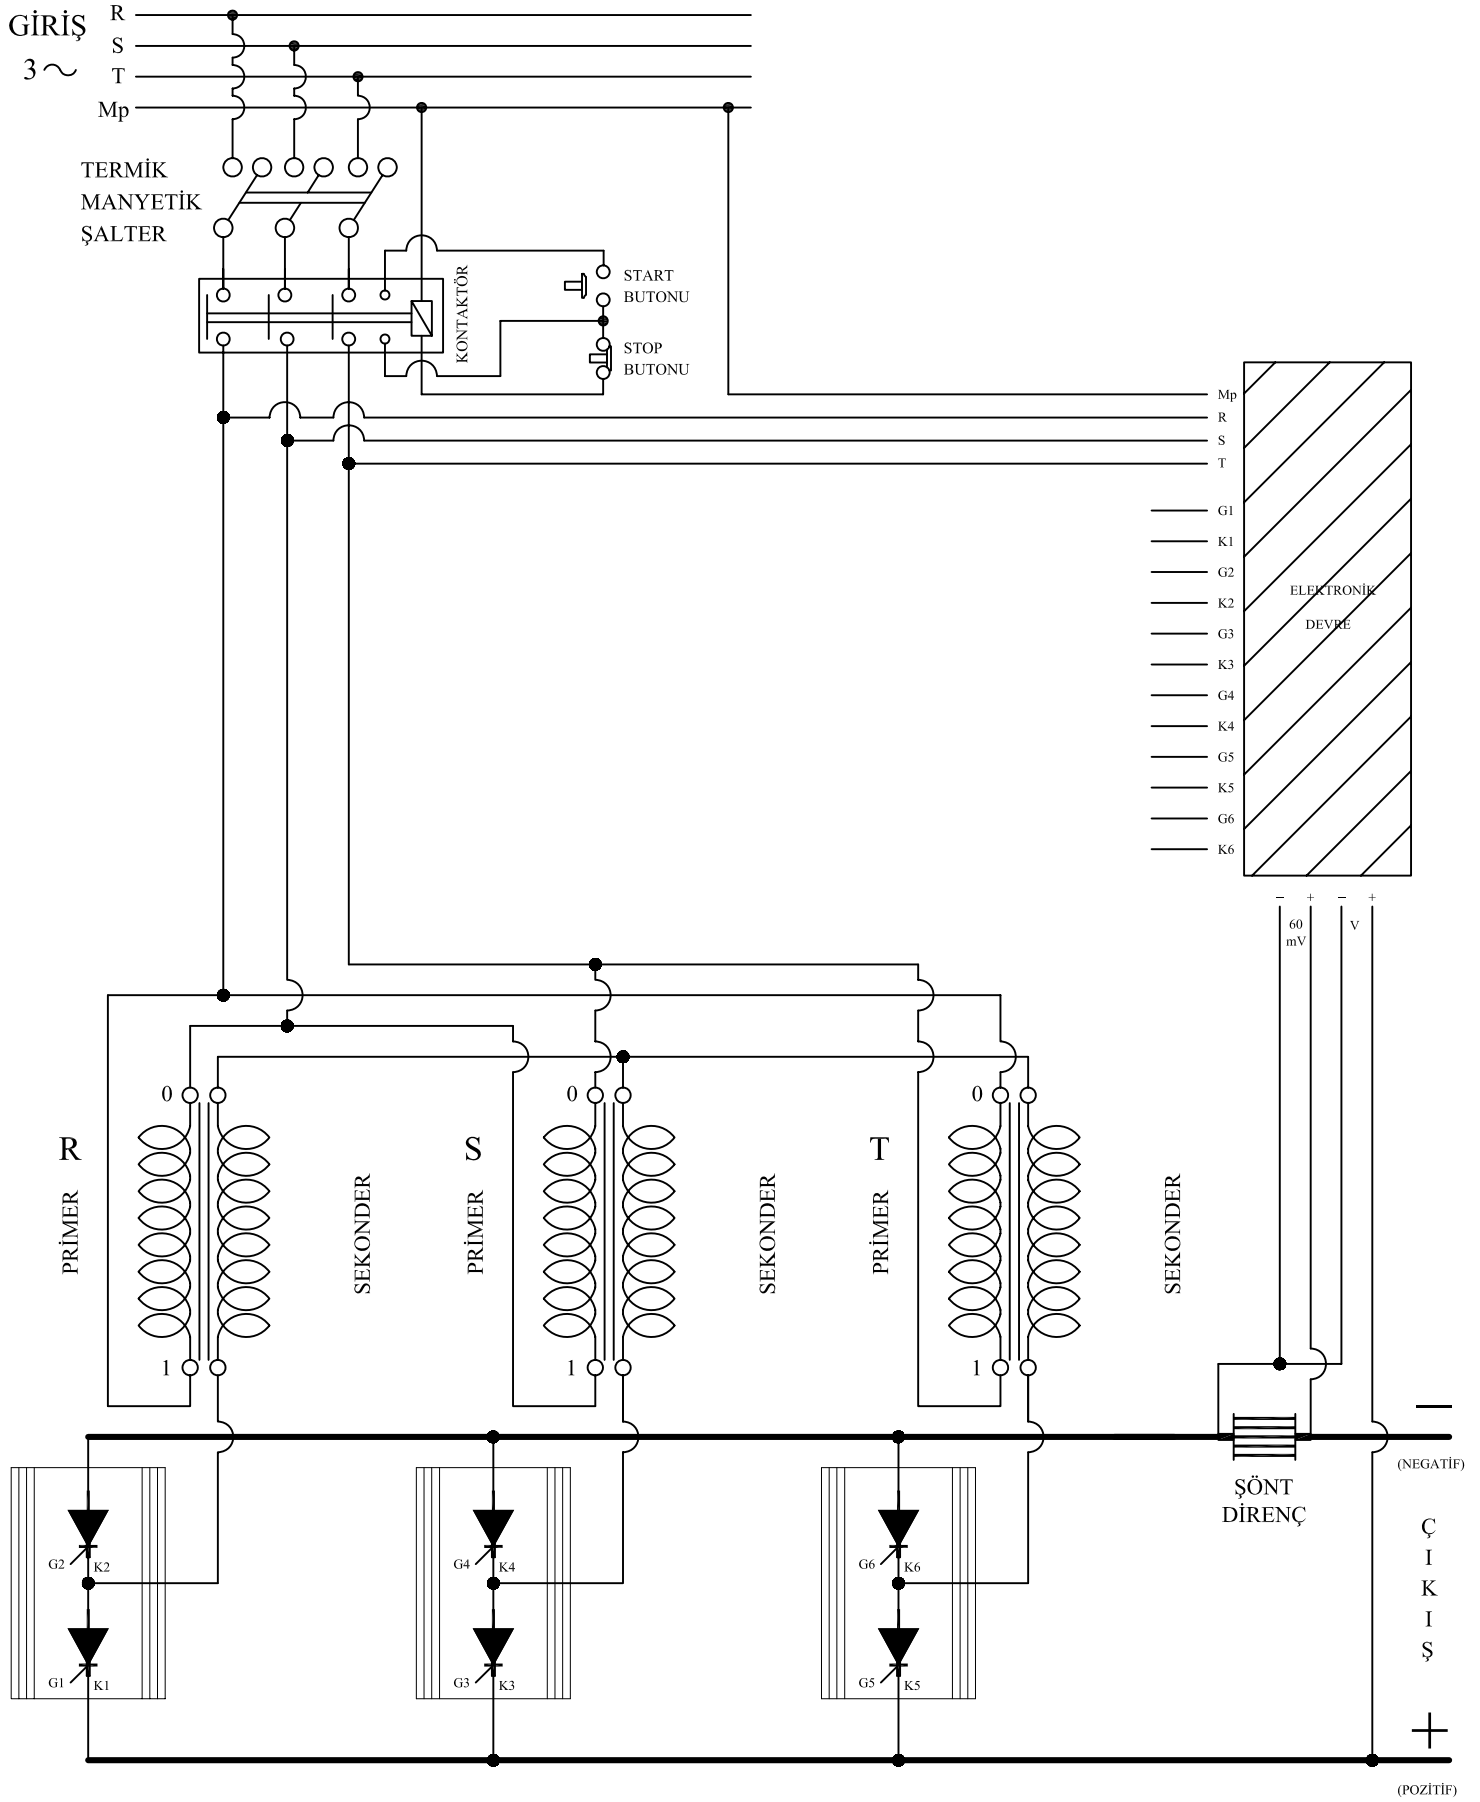 GİRİŞ
3
R
S
T
Mp
TERMİK
MANYETİK
ŞALTER
KONTAKTÖR
START
BUTONU
STOP
BUTONU
Mp
R
S
T
G1
K1
G2
K2
G3
K3
G4
K4
G5
K5
G6
K6
ELEKTRONİK
DEVRE
− + − +
60
mV
V
0
1
R
PRİMER
SEKONDER
0
1
S
PRİMER
SEKONDER
0
1
T
PRİMER
SEKONDER
G2 K2
G1 K1
G4 K4
G3 K3
G6 K6
G5 K5
ŞÖNT
DİRENÇ
−
(NEGATİF)
Ç
I
K
I
Ş
+
(POZİTİF)